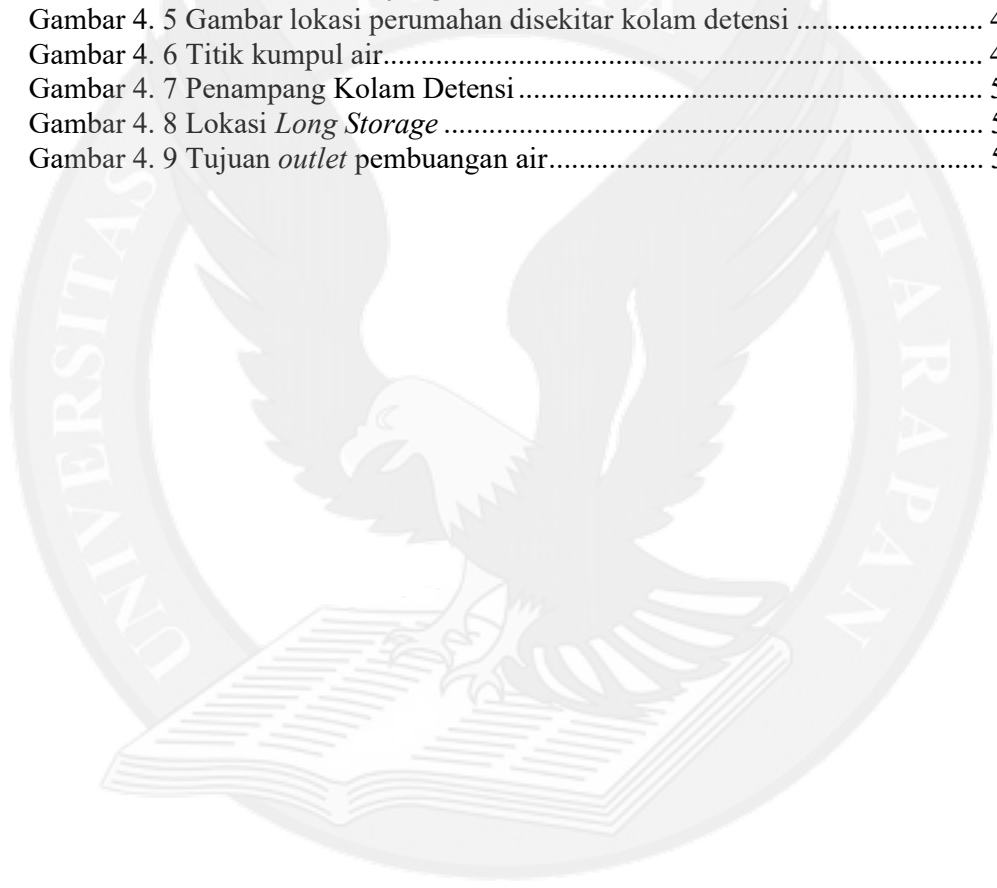 Gambar 4. 5 Gambar lokasi perumahan disekitar kolam detensi .................... 4
Gambar 4. 6 Titik kumpul air............................................................................. 4
Gambar 4. 7 Penampang Kolam Detensi ........................................................... 5
Gambar 4. 8 Lokasi Long Storage ..................................................................... 5
Gambar 4. 9 Tujuan outlet pembuangan air....................................................... 5
UNIVERSITAS
HARAPAN